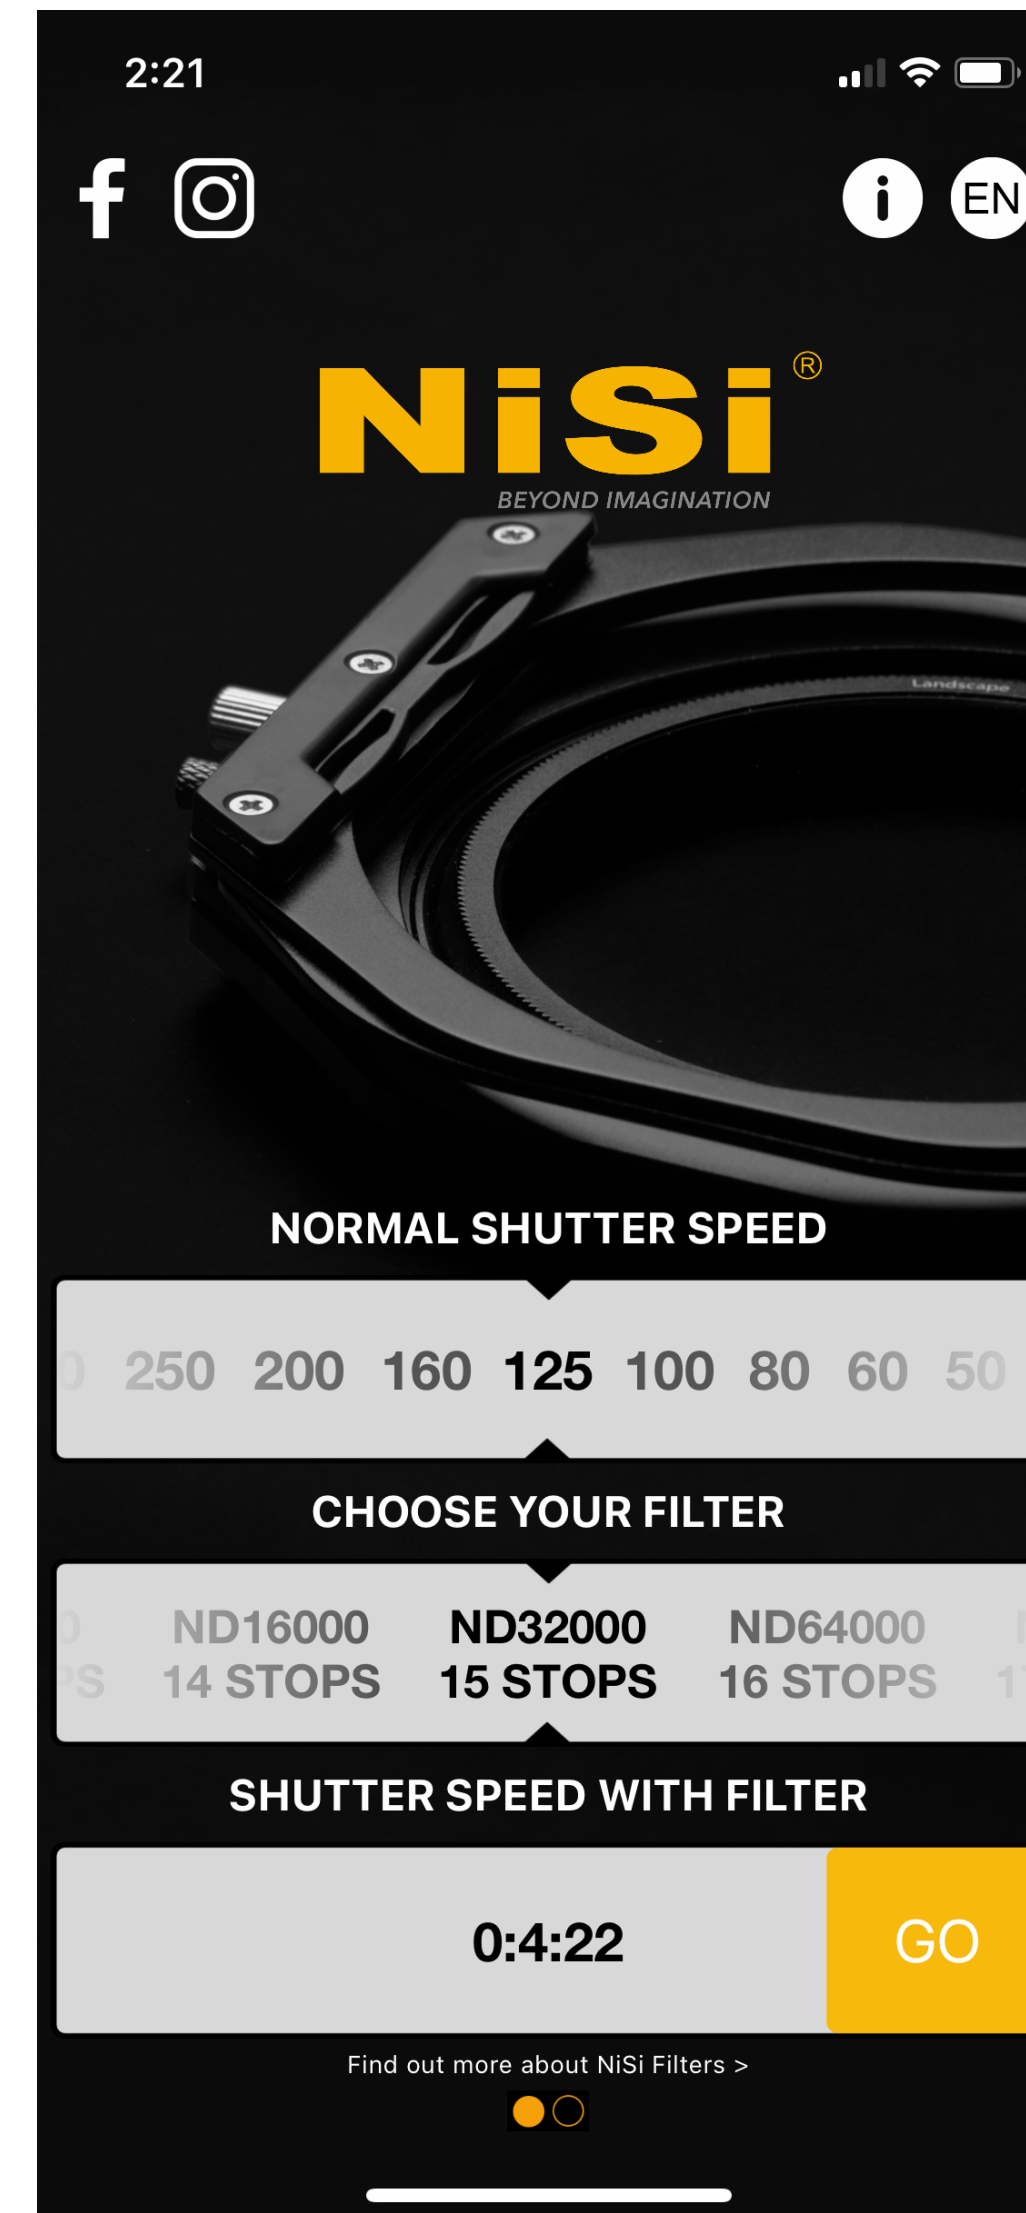 2:21
EN
NiSi®
BEYOND IMAGINATION
Landscape
NORMAL SHUTTER SPEED
250 200 160 125 100 80 60 50
CHOOSE YOUR FILTER
ND16000 ND32000 ND64000
14 STOPS 15 STOPS 16 STOPS
SHUTTER SPEED WITH FILTER
0:4:22 GO
Find out more about NiSi Filters >